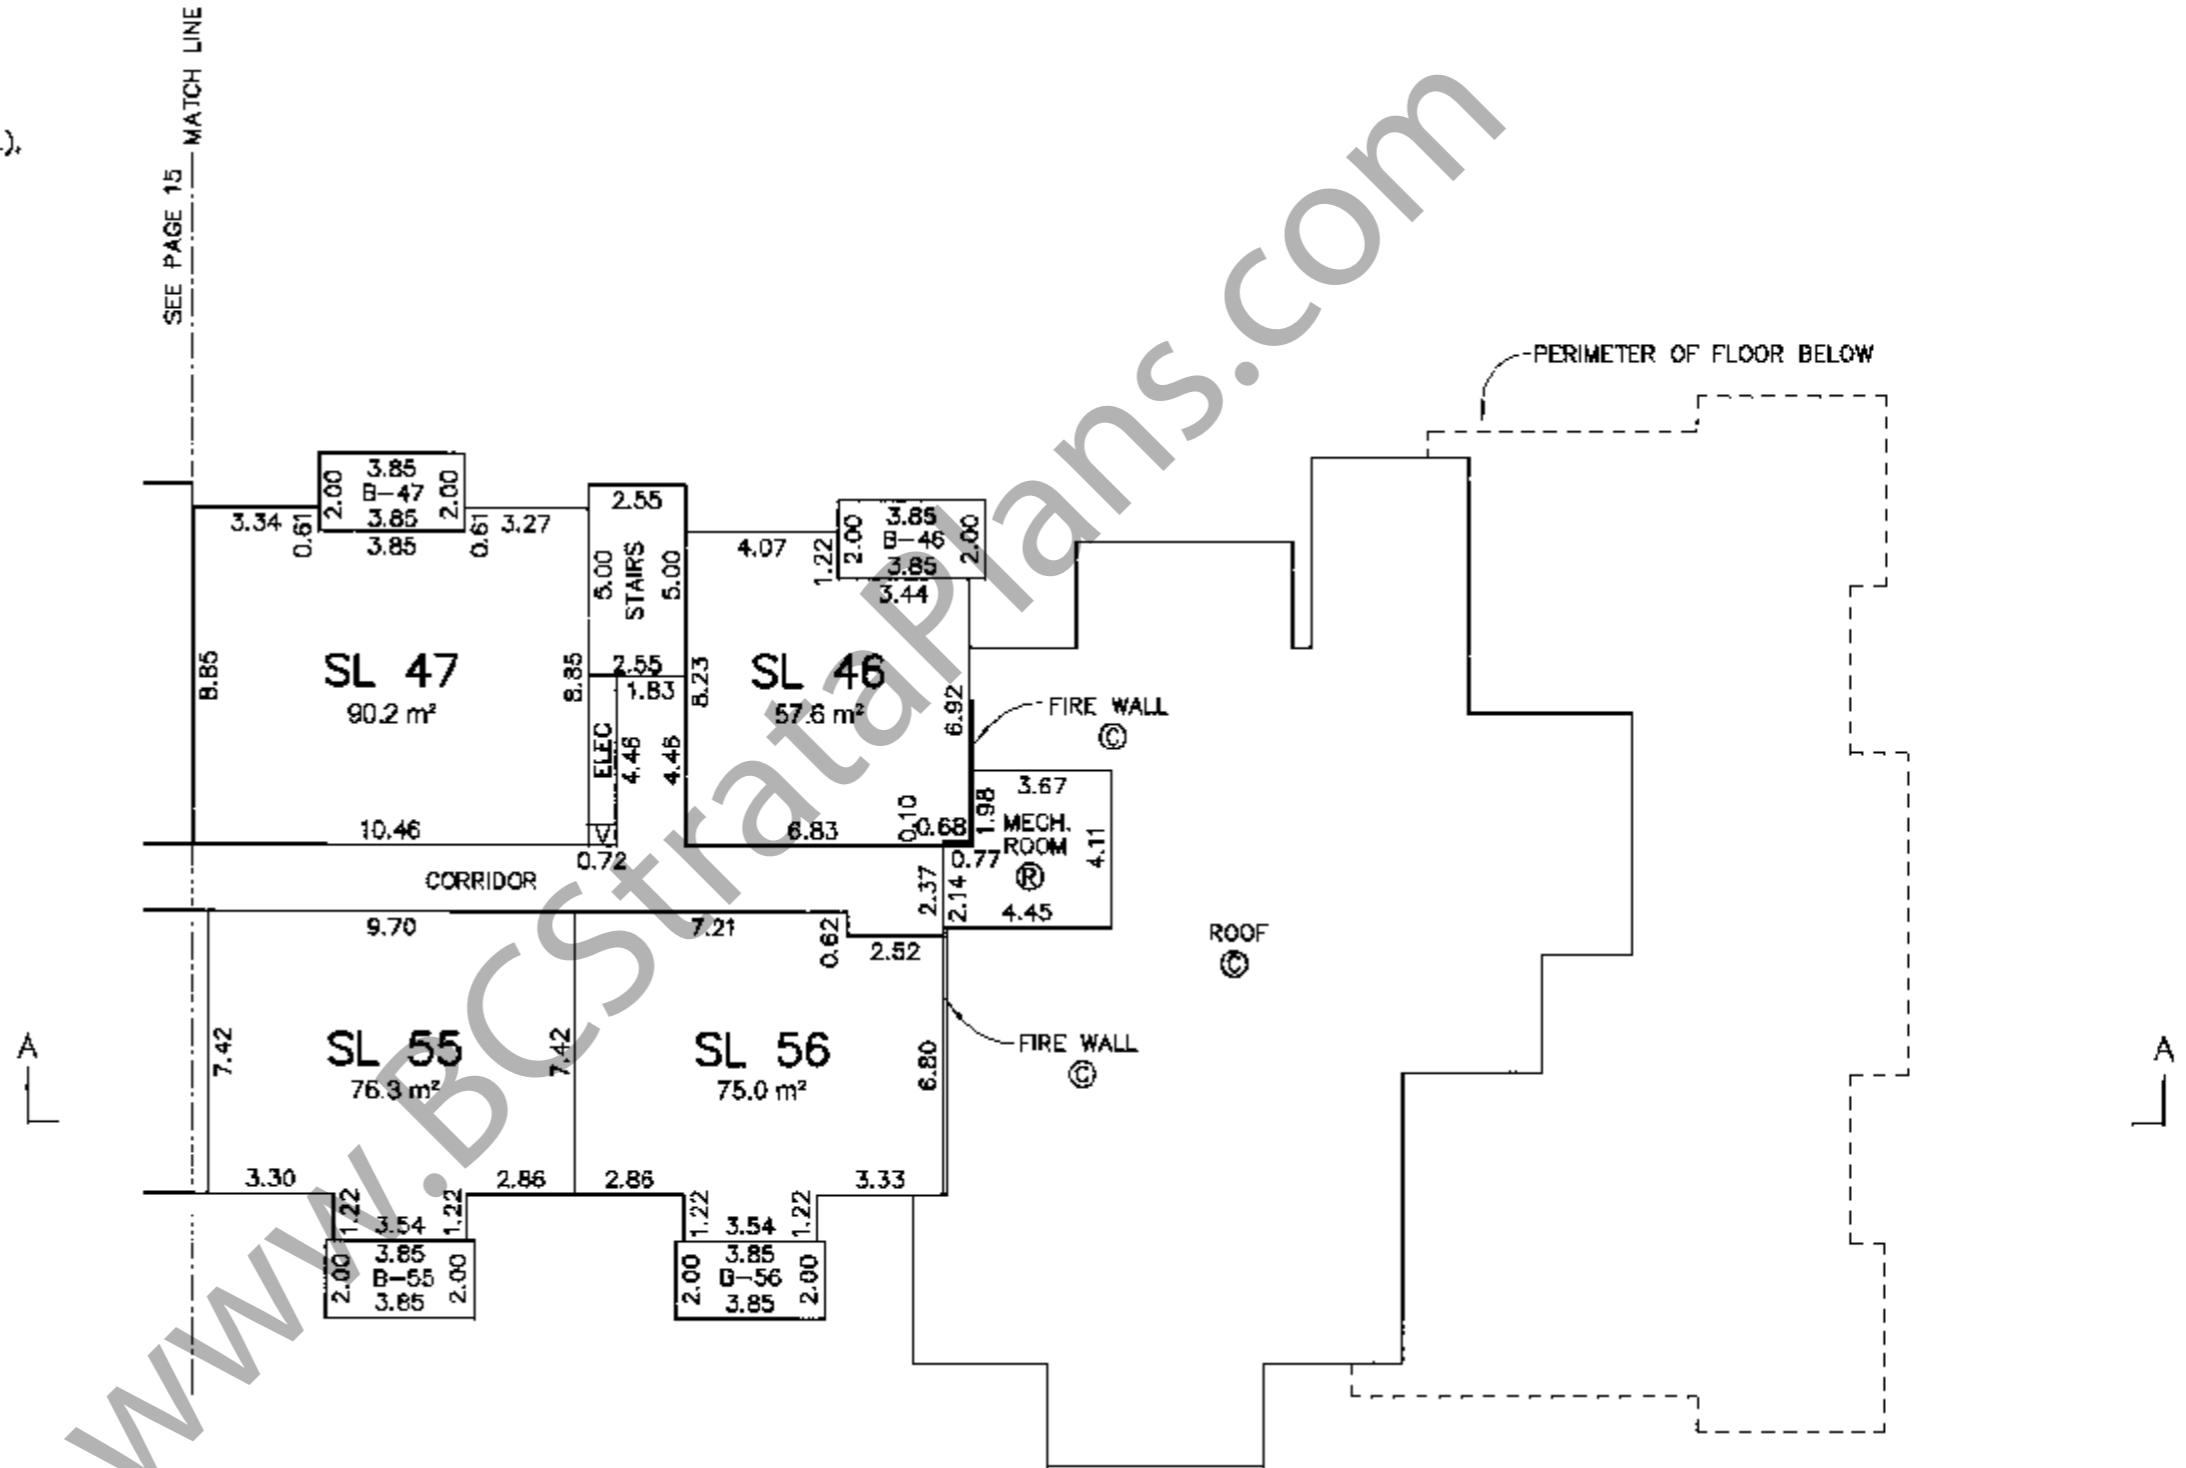 MATCH LINE
SEE PAGE 15
.),
PERIMETER OF FLOOR BELOW
3.85
2.00
B-47
2.00
3.85
3.34
0.61
3.85
0.61
3.27
2.55
5.00
STAIRS
5.00
2.55
1.83
ELEC
4.46
4.46
V
0.72
3.85
2.00
B-46
2.00
3.85
4.07
1.22
3.44
8.85
SL 47
90.2 m²
8.85
10.46
8.23
SL 46
57.6 m²
6.92
6.83
0.10
0.68
FIRE WALL
©
3.67
1.98
MECH.
ROOM
®
4.11
0.77
2.14
4.45
2.37
CORRIDOR
ROOF
©
9.70
7.21
0.62
2.52
7.42
SL 55
76.3 m²
7.42
SL 56
75.0 m²
6.80
FIRE WALL
©
A
A
3.30
1.22
3.54
1.22
2.86
2.86
1.22
3.54
1.22
3.33
3.85
2.00
B-55
2.00
3.85
3.85
2.00
B-56
2.00
3.85
www.BCStrataPlans.com